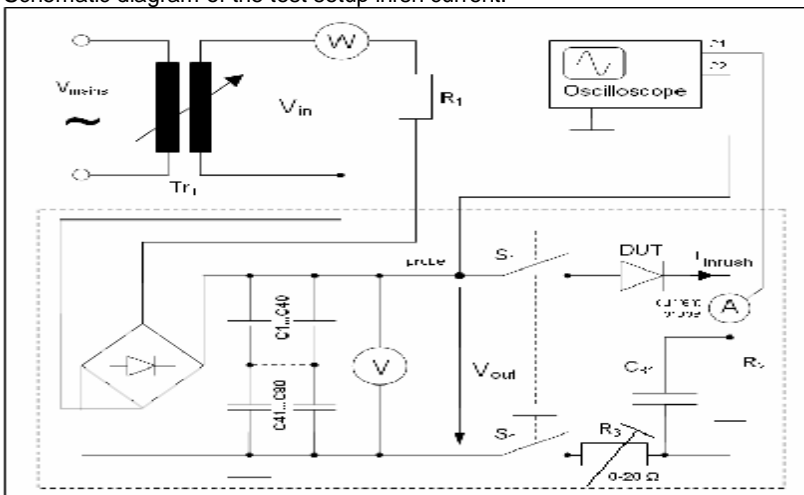 Schematic diagram of the test setup inrsh current.
W
Vmains
~
Vin
R1
Tr1
Oscilloscope
DUT
Inrush
A
V
Vout
C1...C40
C41...C80
R3
0-20 Ω